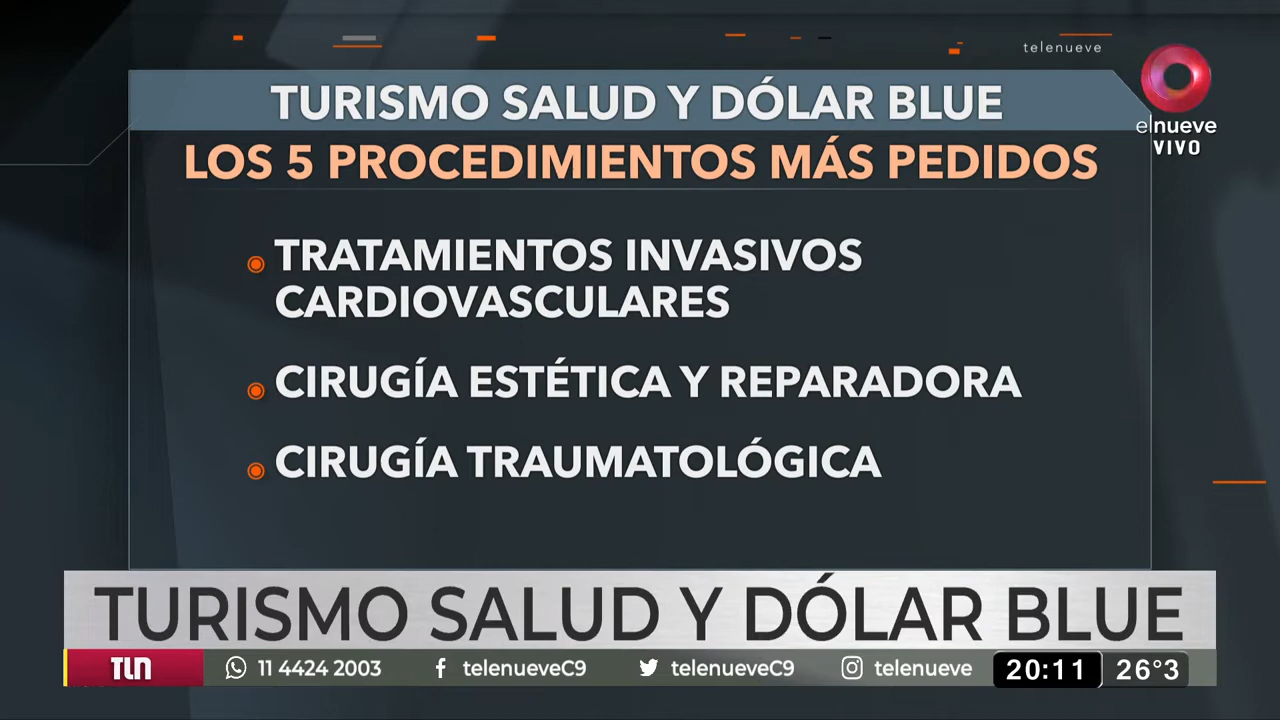 telenueve
TURISMO SALUD Y DÓLAR BLUE
elnueve
VIVO
LOS 5 PROCEDIMIENTOS MÁS PEDIDOS
TRATAMIENTOS INVASIVOS
CARDIOVASCULARES
CIRUGÍA ESTÉTICA Y REPARADORA
CIRUGÍA TRAUMATOLÓGICA
TURISMO SALUD Y DÓLAR BLUE
TLN 11 4424 2003 telenueveC9 telenueveC9 telenueve 20:11 26°3